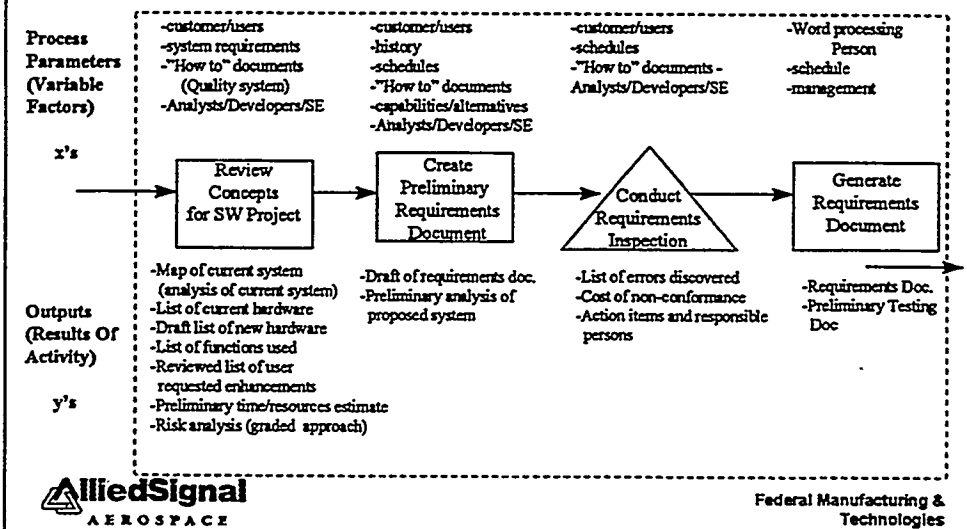 Process
Parameters
(Variable
Factors)
x's
-customer/users
-system requirements
-"How to" documents
(Quality system)
-Analysts/Developers/SE
-customer/users
-history
-schedules
-"How to" documents
-capabilities/alternatives
-Analysts/Developers/SE
-customer/users
-schedules
-"How to" documents -
Analysts/Developers/SE
-Word processing
Person
-schedule
-management
Review
Concepts
for SW Project
Create
Preliminary
Requirements
Document
Conduct
Requirements
Inspection
Generate
Requirements
Document
Outputs
(Results Of
Activity)
y's
-Map of current system
(analysis of current system)
-List of current hardware
-Draft list of new hardware
-List of functions used
-Reviewed list of user
requested enhancements
-Preliminary time/resources estimate
-Risk analysis (graded approach)
-Draft of requirements doc.
-Preliminary analysis of
proposed system
-List of errors discovered
-Cost of non-conformance
-Action items and responsible
persons
-Requirements Doc.
-Preliminary Testing
Doc
AlliedSignal
AEROSPACE
Federal Manufacturing &
Technologies